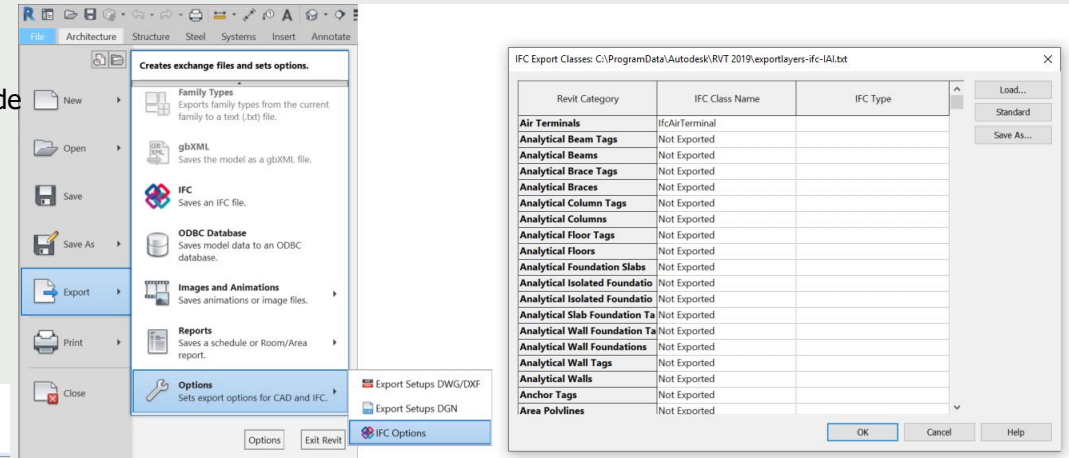 File Architecture Structure Steel Systems Insert Annotate
de
New
Open
Save
Save As
Export
Print
Close
Creates exchange files and sets options.
Family Types
Exports family types from the current
family to a text (.txt) file.
gbXML
Saves the model as a gbXML file.
IFC
Saves an IFC file.
ODBC Database
Saves model data to an ODBC
database.
Images and Animations
Saves animations or image files.
Reports
Saves a schedule or Room/Area
report.
Options
Sets export options for CAD and IFC.
Options Exit Revit
Export Setups DWG/DXF
Export Setups DGN
IFC Options
IFC Export Classes: C:\ProgramData\Autodesk\RVT 2019\exportlayers-ifc-IAI.txt
Revit Category IFC Class Name IFC Type
Air Terminals IfcAirTerminal
Analytical Beam Tags Not Exported
Analytical Beams Not Exported
Analytical Brace Tags Not Exported
Analytical Braces Not Exported
Analytical Column Tags Not Exported
Analytical Columns Not Exported
Analytical Floor Tags Not Exported
Analytical Floors Not Exported
Analytical Foundation Slabs Not Exported
Analytical Isolated Foundatio Not Exported
Analytical Isolated Foundatio Not Exported
Analytical Slab Foundation Ta Not Exported
Analytical Wall Foundation Ta Not Exported
Analytical Wall Foundations Not Exported
Analytical Wall Tags Not Exported
Analytical Walls Not Exported
Anchor Tags Not Exported
Area Polylines Not Exported
Load...
Standard
Save As...
OK Cancel Help